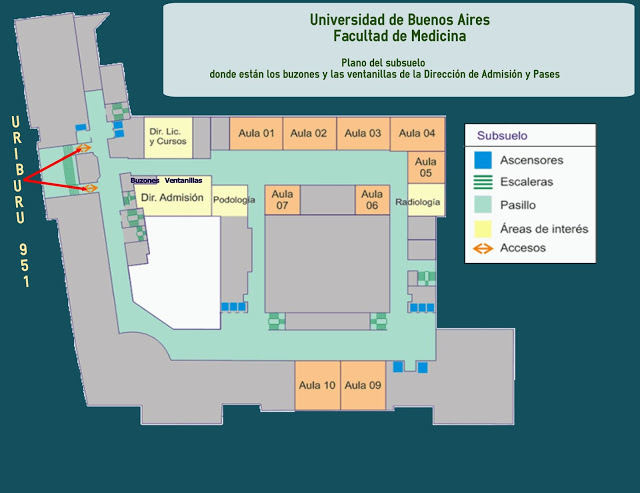 Universidad de Buenos Aires
Facultad de Medicina
Plano del subsuelo
donde están los buzones y las ventanillas de la Dirección de Admisión y Pases
URIBURU 951
Dir. Lic.
y Cursos
Aula 01
Aula 02
Aula 03
Aula 04
Aula
05
Buzones Ventanillas
Dir. Admisión
Podología
Aula
07
Aula
06
Radiología
Aula 10
Aula 09
Subsuelo
Ascensores
Escaleras
Pasillo
Áreas de interés
Accesos